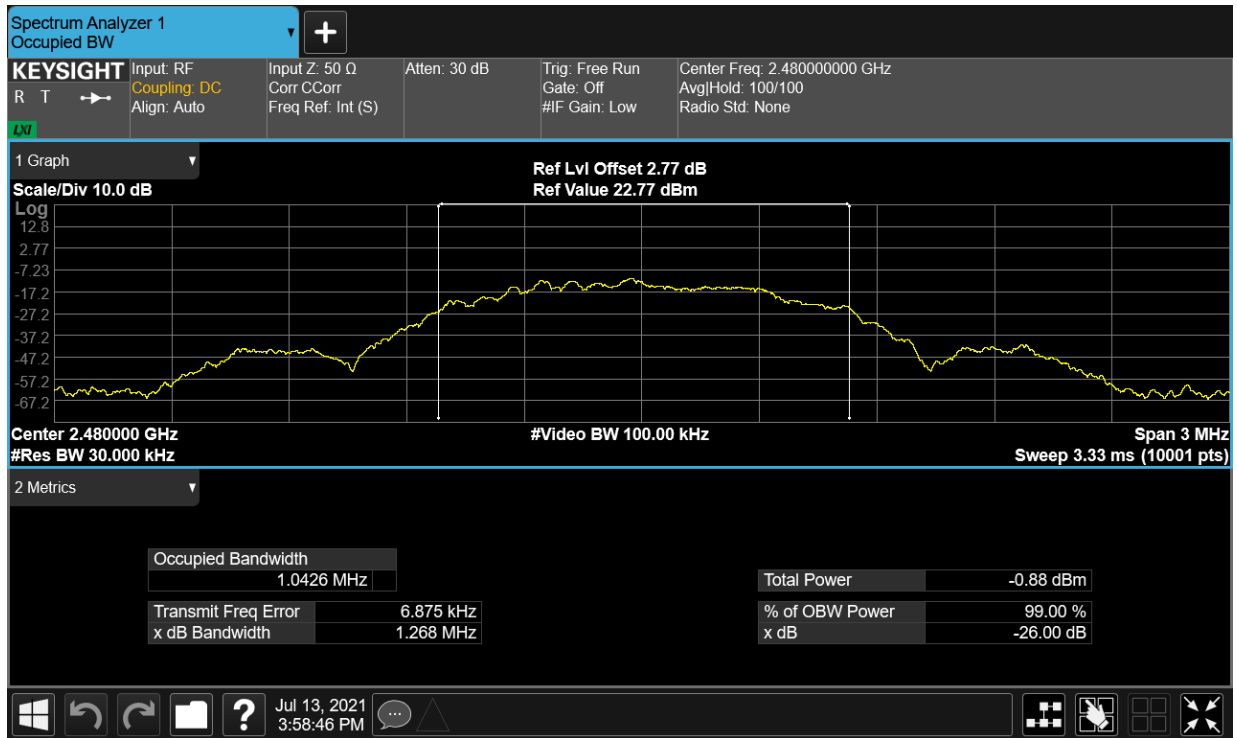 Spectrum Analyzer 1
Occupied BW
KEYSIGHT
R T
LXI
Input: RF
Coupling: DC
Align: Auto
Input Z: 50 Ω
Corr CCorr
Freq Ref: Int (S)
Atten: 30 dB
Trig: Free Run
Gate: Off
#IF Gain: Low
Center Freq: 2.480000000 GHz
Avg|Hold: 100/100
Radio Std: None
1 Graph
Scale/Div 10.0 dB
Ref Lvl Offset 2.77 dB
Ref Value 22.77 dBm
Log
12.8
2.77
-7.23
-17.2
-27.2
-37.2
-47.2
-57.2
-67.2
Center 2.480000 GHz
#Video BW 100.00 kHz
Span 3 MHz
#Res BW 30.000 kHz
Sweep 3.33 ms (10001 pts)
2 Metrics
Occupied Bandwidth
1.0426 MHz
Total Power -0.88 dBm
Transmit Freq Error 6.875 kHz
% of OBW Power 99.00 %
x dB Bandwidth 1.268 MHz
x dB -26.00 dB
?
Jul 13, 2021
3:58:46 PM